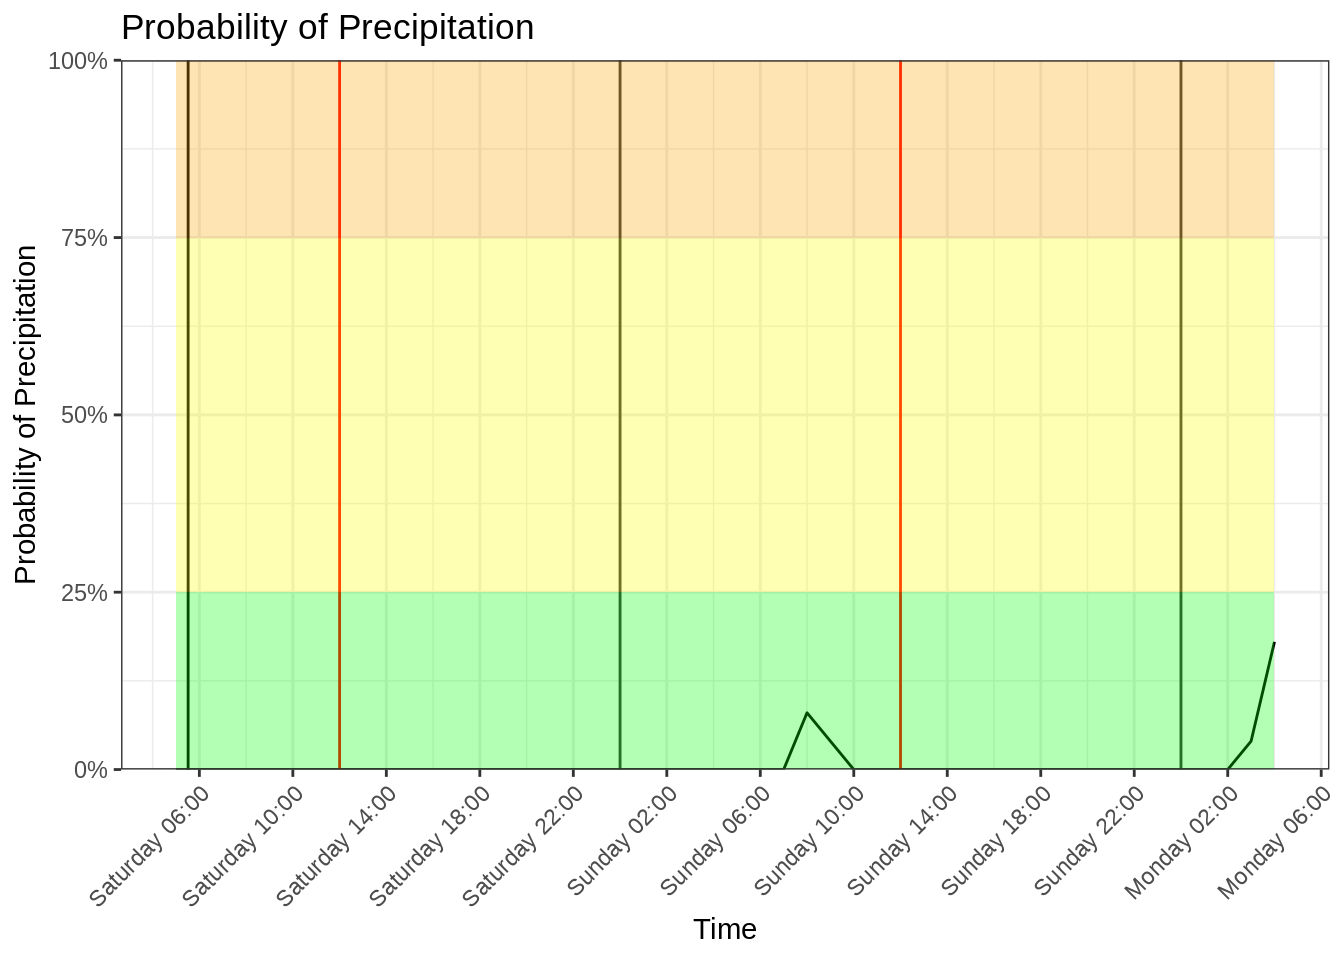 Probability of Precipitation
Probability of Precipitation
100%
75%
50%
25%
0%
Saturday 06:00
Saturday 10:00
Saturday 14:00
Saturday 18:00
Saturday 22:00
Sunday 02:00
Sunday 06:00
Sunday 10:00
Sunday 14:00
Sunday 18:00
Sunday 22:00
Monday 02:00
Monday 06:00
Time